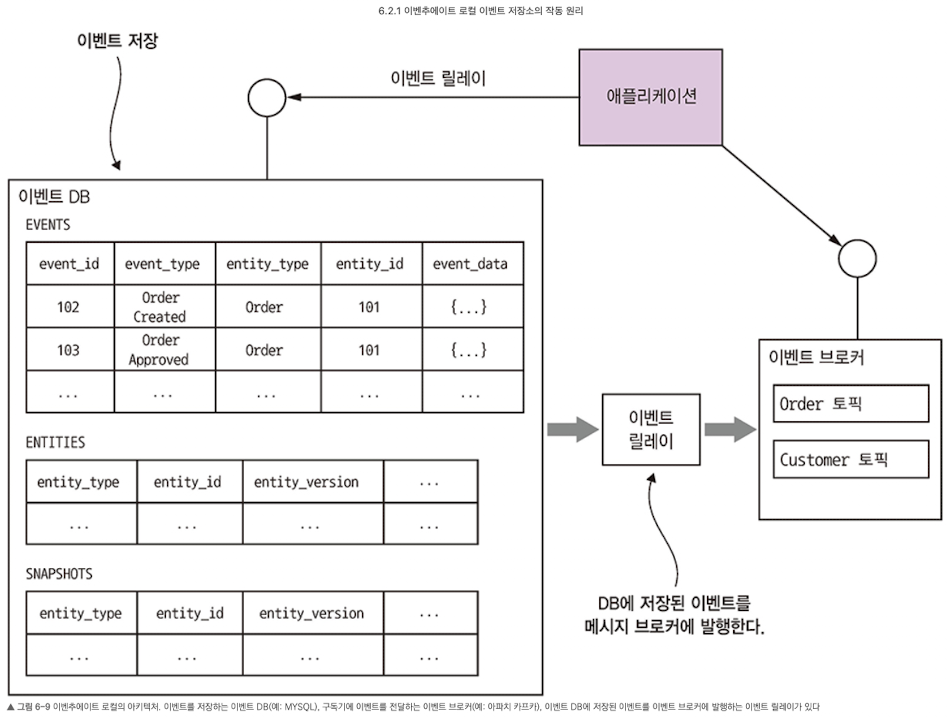 6.2.1 이벤추에이트 로컬 이벤트 저장소의 작동 원리
이벤트 저장
이벤트 릴레이
애플리케이션
이벤트 DB
EVENTS
event_id event_type entity_type entity_id event_data
102 Order Created Order 101 {...}
103 Order Approved Order 101 {...}
... ... ... ... ...
ENTITIES
entity_type entity_id entity_version ...
... ... ... ...
SNAPSHOTS
entity_type entity_id entity_version ...
... ... ... ...
이벤트
릴레이
이벤트 브로커
Order 토픽
Customer 토픽
DB에 저장된 이벤트를
메시지 브로커에 발행한다.
▲ 그림 6-9 이벤추에이트 로컬의 아키텍처. 이벤트를 저장하는 이벤트 DB(예: MYSQL), 구독기에 이벤트를 전달하는 이벤트 브로커(예: 아파치 카프카), 이벤트 DB에 저장된 이벤트를 이벤트 브로커에 발행하는 이벤트 릴레이가 있다